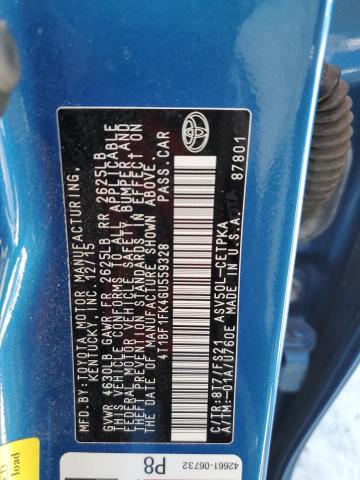 MFD.BY: TOYOTA MOTOR MANUFACTURING,
KENTUCKY, INC. 12/15
GVWR 4630LB GAWR FR 2625LB RR 2625LB
THIS VEHICLE CONFORMS TO ALL APPLICABLE
FEDERAL MOTOR VEHICLE SAFETY, BUMPER, AND
THEFT PREVENTION STANDARDS IN EFFECT ON
THE DATE OF MANUFACTURE SHOWN ABOVE.
4T1BF1FK4GU559328 PASS.CAR
C/TR:8T7/FS21 ASV50L-CETPKA
A/TM:-01A/U760E MADE IN U.S.A. 87801
42661-06732
P8
load